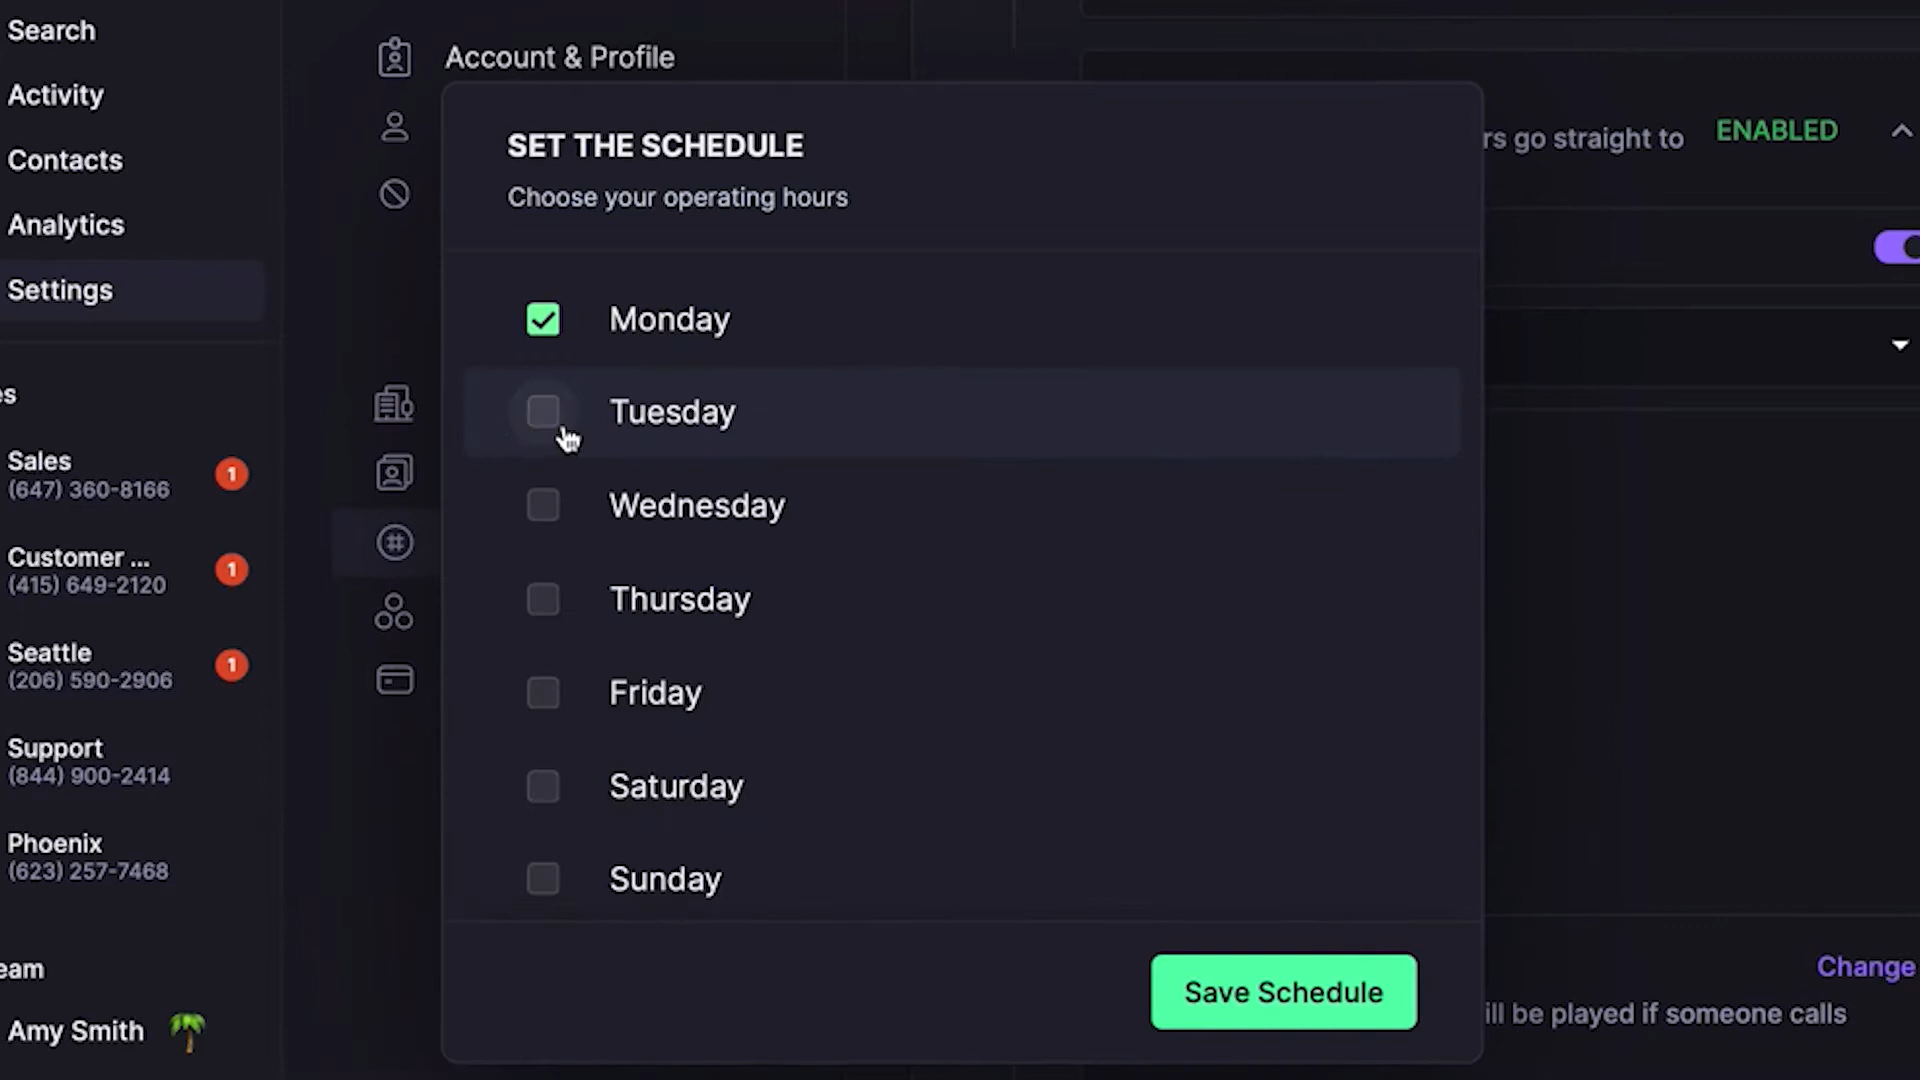 Search
Activity
Contacts
Analytics
Settings
es
Sales
(647) 360-8166
1
Customer ...
(415) 649-2120
1
Seattle
(206) 590-2906
1
Support
(844) 900-2414
Phoenix
(623) 257-7468
eam
Amy Smith
Account & Profile
SET THE SCHEDULE
Choose your operating hours
Monday
Tuesday
Wednesday
Thursday
Friday
Saturday
Sunday
Save Schedule
rs go straight to
ENABLED
Change
ill be played if someone calls